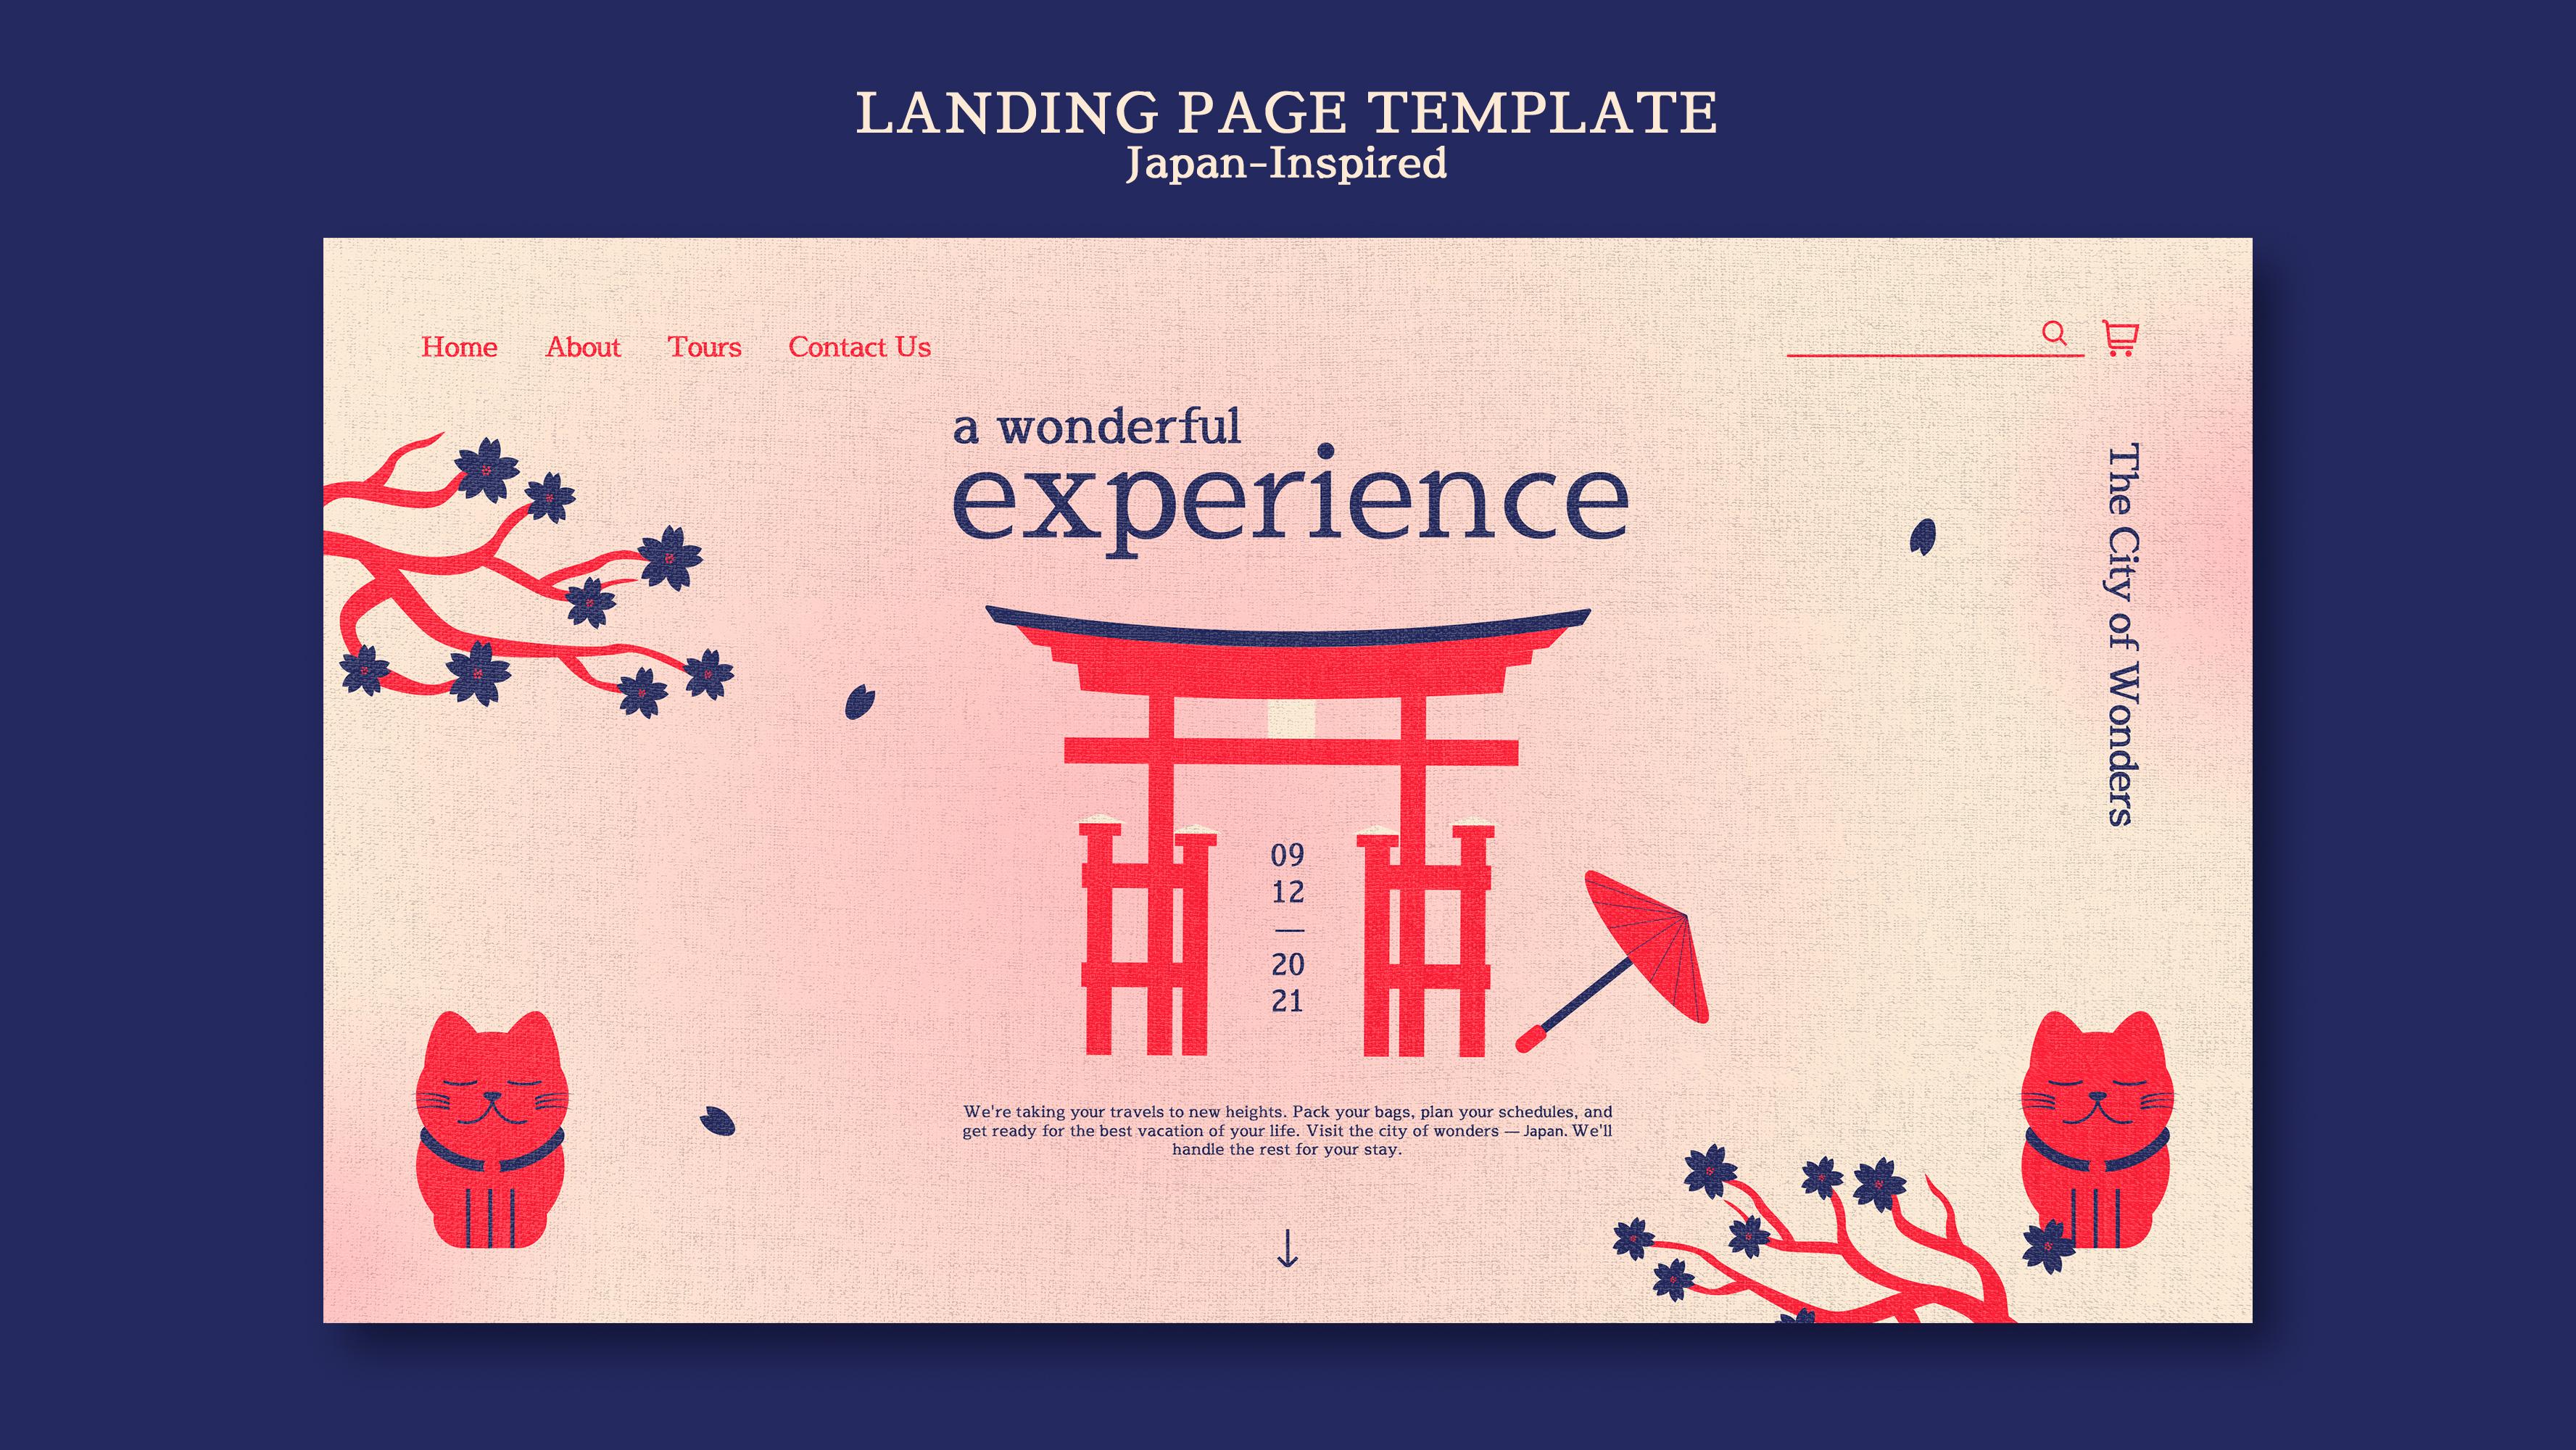 LANDING PAGE TEMPLATE
Japan-Inspired
Home About Tours Contact Us
a wonderful
experience
The City of Wonders
09
12
—
20
21
We're taking your travels to new heights. Pack your bags, plan your schedules, and
get ready for the best vacation of your life. Visit the city of wonders — Japan. We'll
handle the rest for your stay.